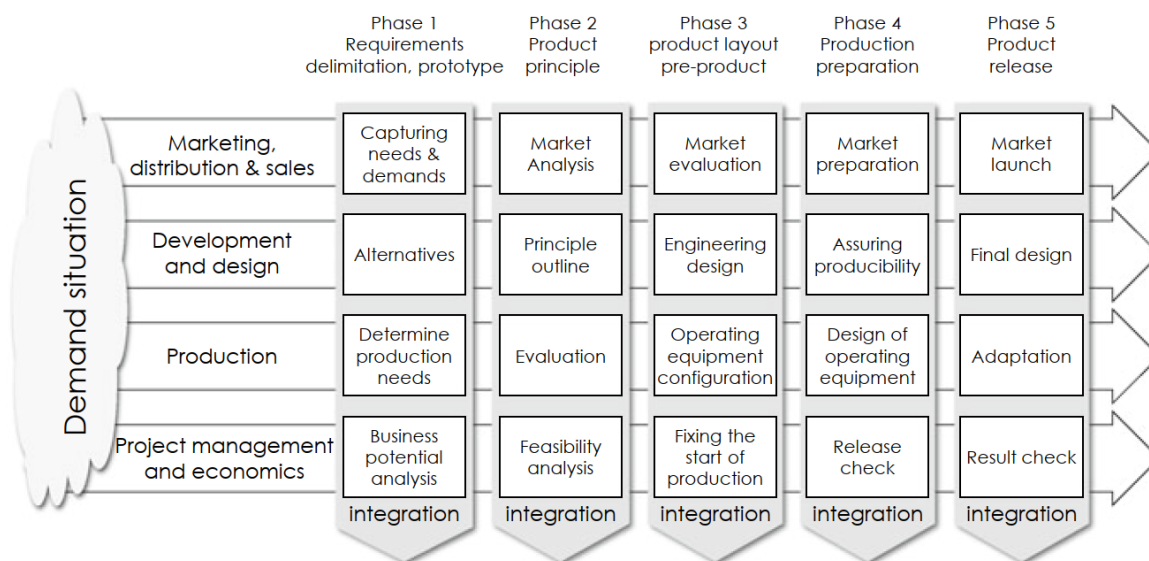 Phase 1
Requirements
delimitation, prototype
Phase 2
Product
principle
Phase 3
product layout
pre-product
Phase 4
Production
preparation
Phase 5
Product
release
Demand situation
Marketing,
distribution & sales
Capturing
needs &
demands
Market
Analysis
Market
evaluation
Market
preparation
Market
launch
Development
and design
Alternatives
Principle
outline
Engineering
design
Assuring
producibility
Final design
Production
Determine
production
needs
Evaluation
Operating
equipment
configuration
Design of
operating
equipment
Adaptation
Project management
and economics
Business
potential
analysis
Feasibility
analysis
Fixing the
start of
production
Release
check
Result check
integration
integration
integration
integration
integration